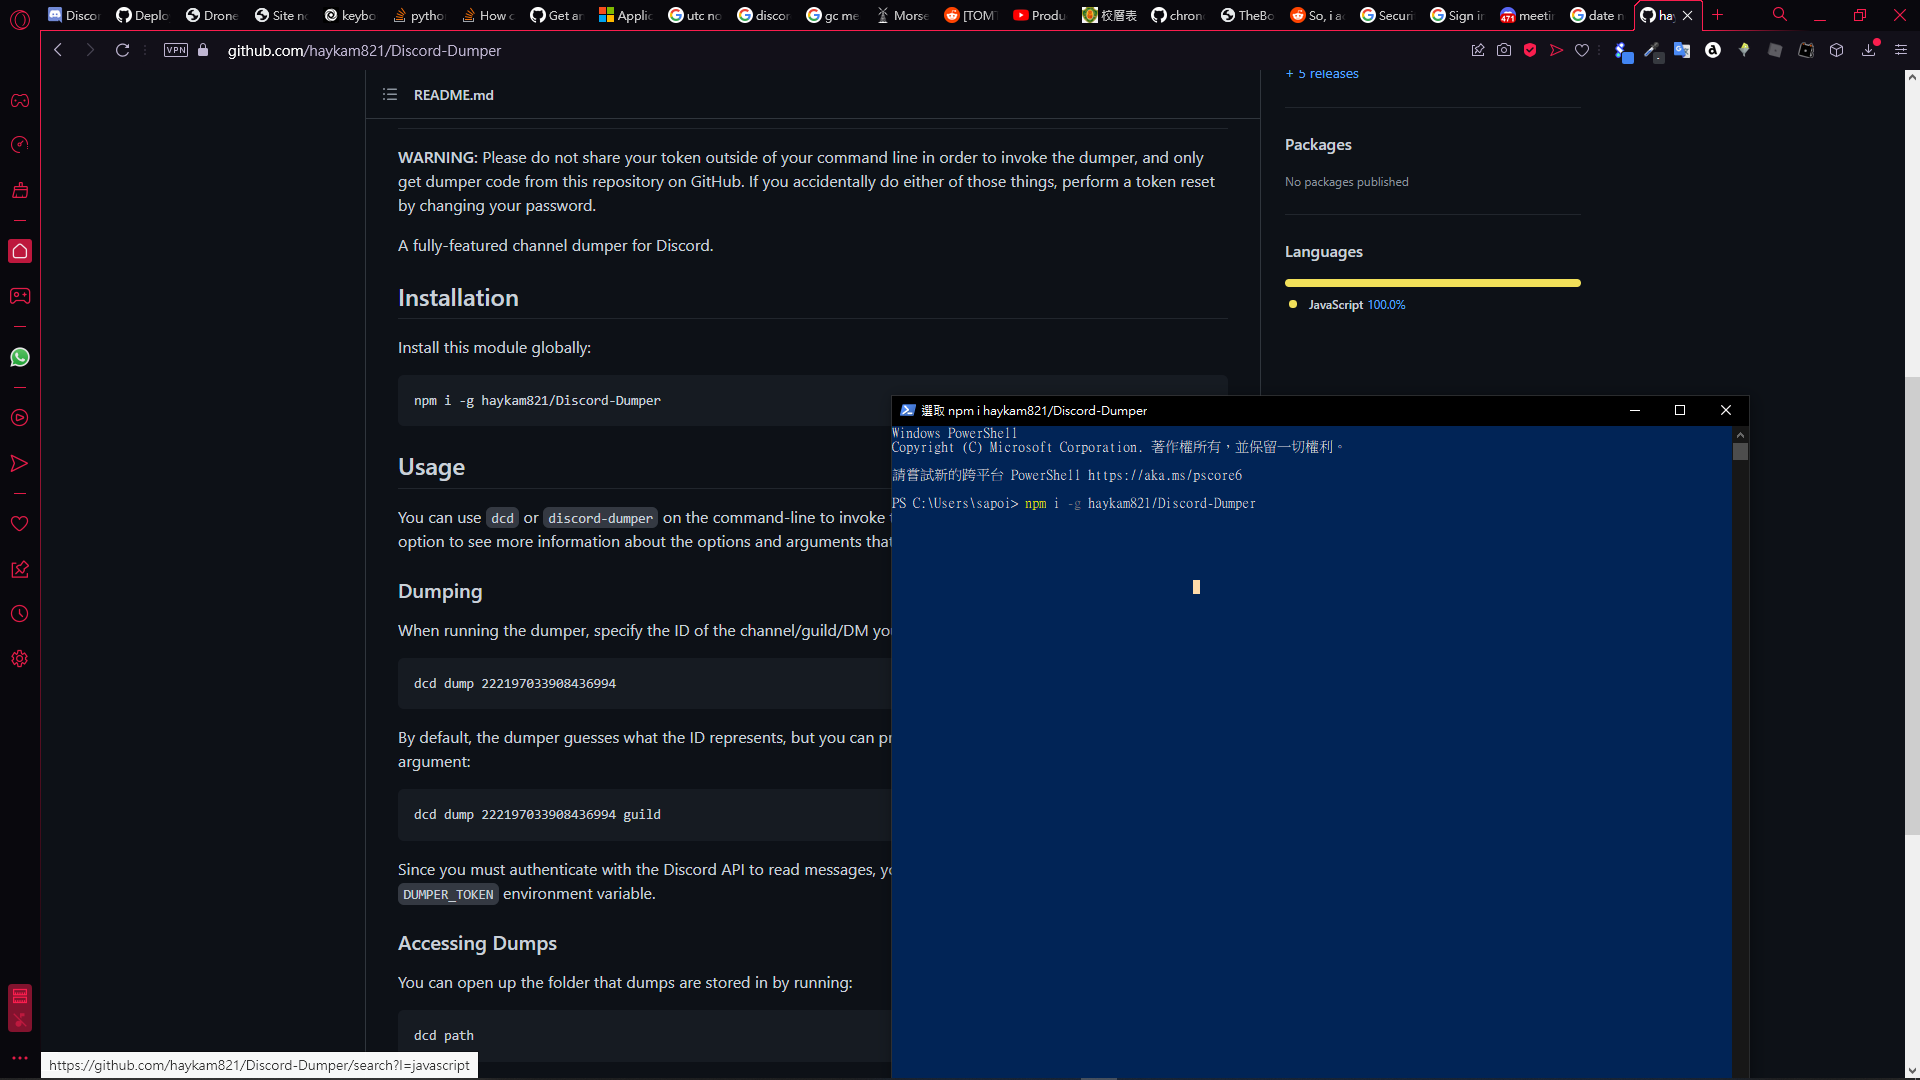 Discor
Deplo
Drone
Site no
keybo
pytho
How c
Get ar
Applic
utc no
discor
gc me
Morse
[TOMT
Produ
校層表
chron
TheBo
So, i a
Securi
Sign in
meetin
date n
hay
VPN
github.com/haykam821/Discord-Dumper
+ 5 releases
README.md
WARNING: Please do not share your token outside of your command line in order to invoke the dumper, and only
get dumper code from this repository on GitHub. If you accidentally do either of those things, perform a token reset
by changing your password.
A fully-featured channel dumper for Discord.
Installation
Install this module globally:
npm i -g haykam821/Discord-Dumper
Usage
You can use dcd or discord-dumper on the command-line to invoke
option to see more information about the options and arguments that
Dumping
When running the dumper, specify the ID of the channel/guild/DM yo
dcd dump 222197033908436994
By default, the dumper guesses what the ID represents, but you can pr
argument:
dcd dump 222197033908436994 guild
Since you must authenticate with the Discord API to read messages, yo
DUMPER_TOKEN environment variable.
Accessing Dumps
You can open up the folder that dumps are stored in by running:
dcd path
Packages
No packages published
Languages
JavaScript 100.0%
選取 npm i haykam821/Discord-Dumper
Windows PowerShell
Copyright (C) Microsoft Corporation. 著作權所有，並保留一切權利。
請嘗試新的跨平台 PowerShell https://aka.ms/pscore6
PS C:\Users\sapoi> npm i -g haykam821/Discord-Dumper
https://github.com/haykam821/Discord-Dumper/search?l=javascript